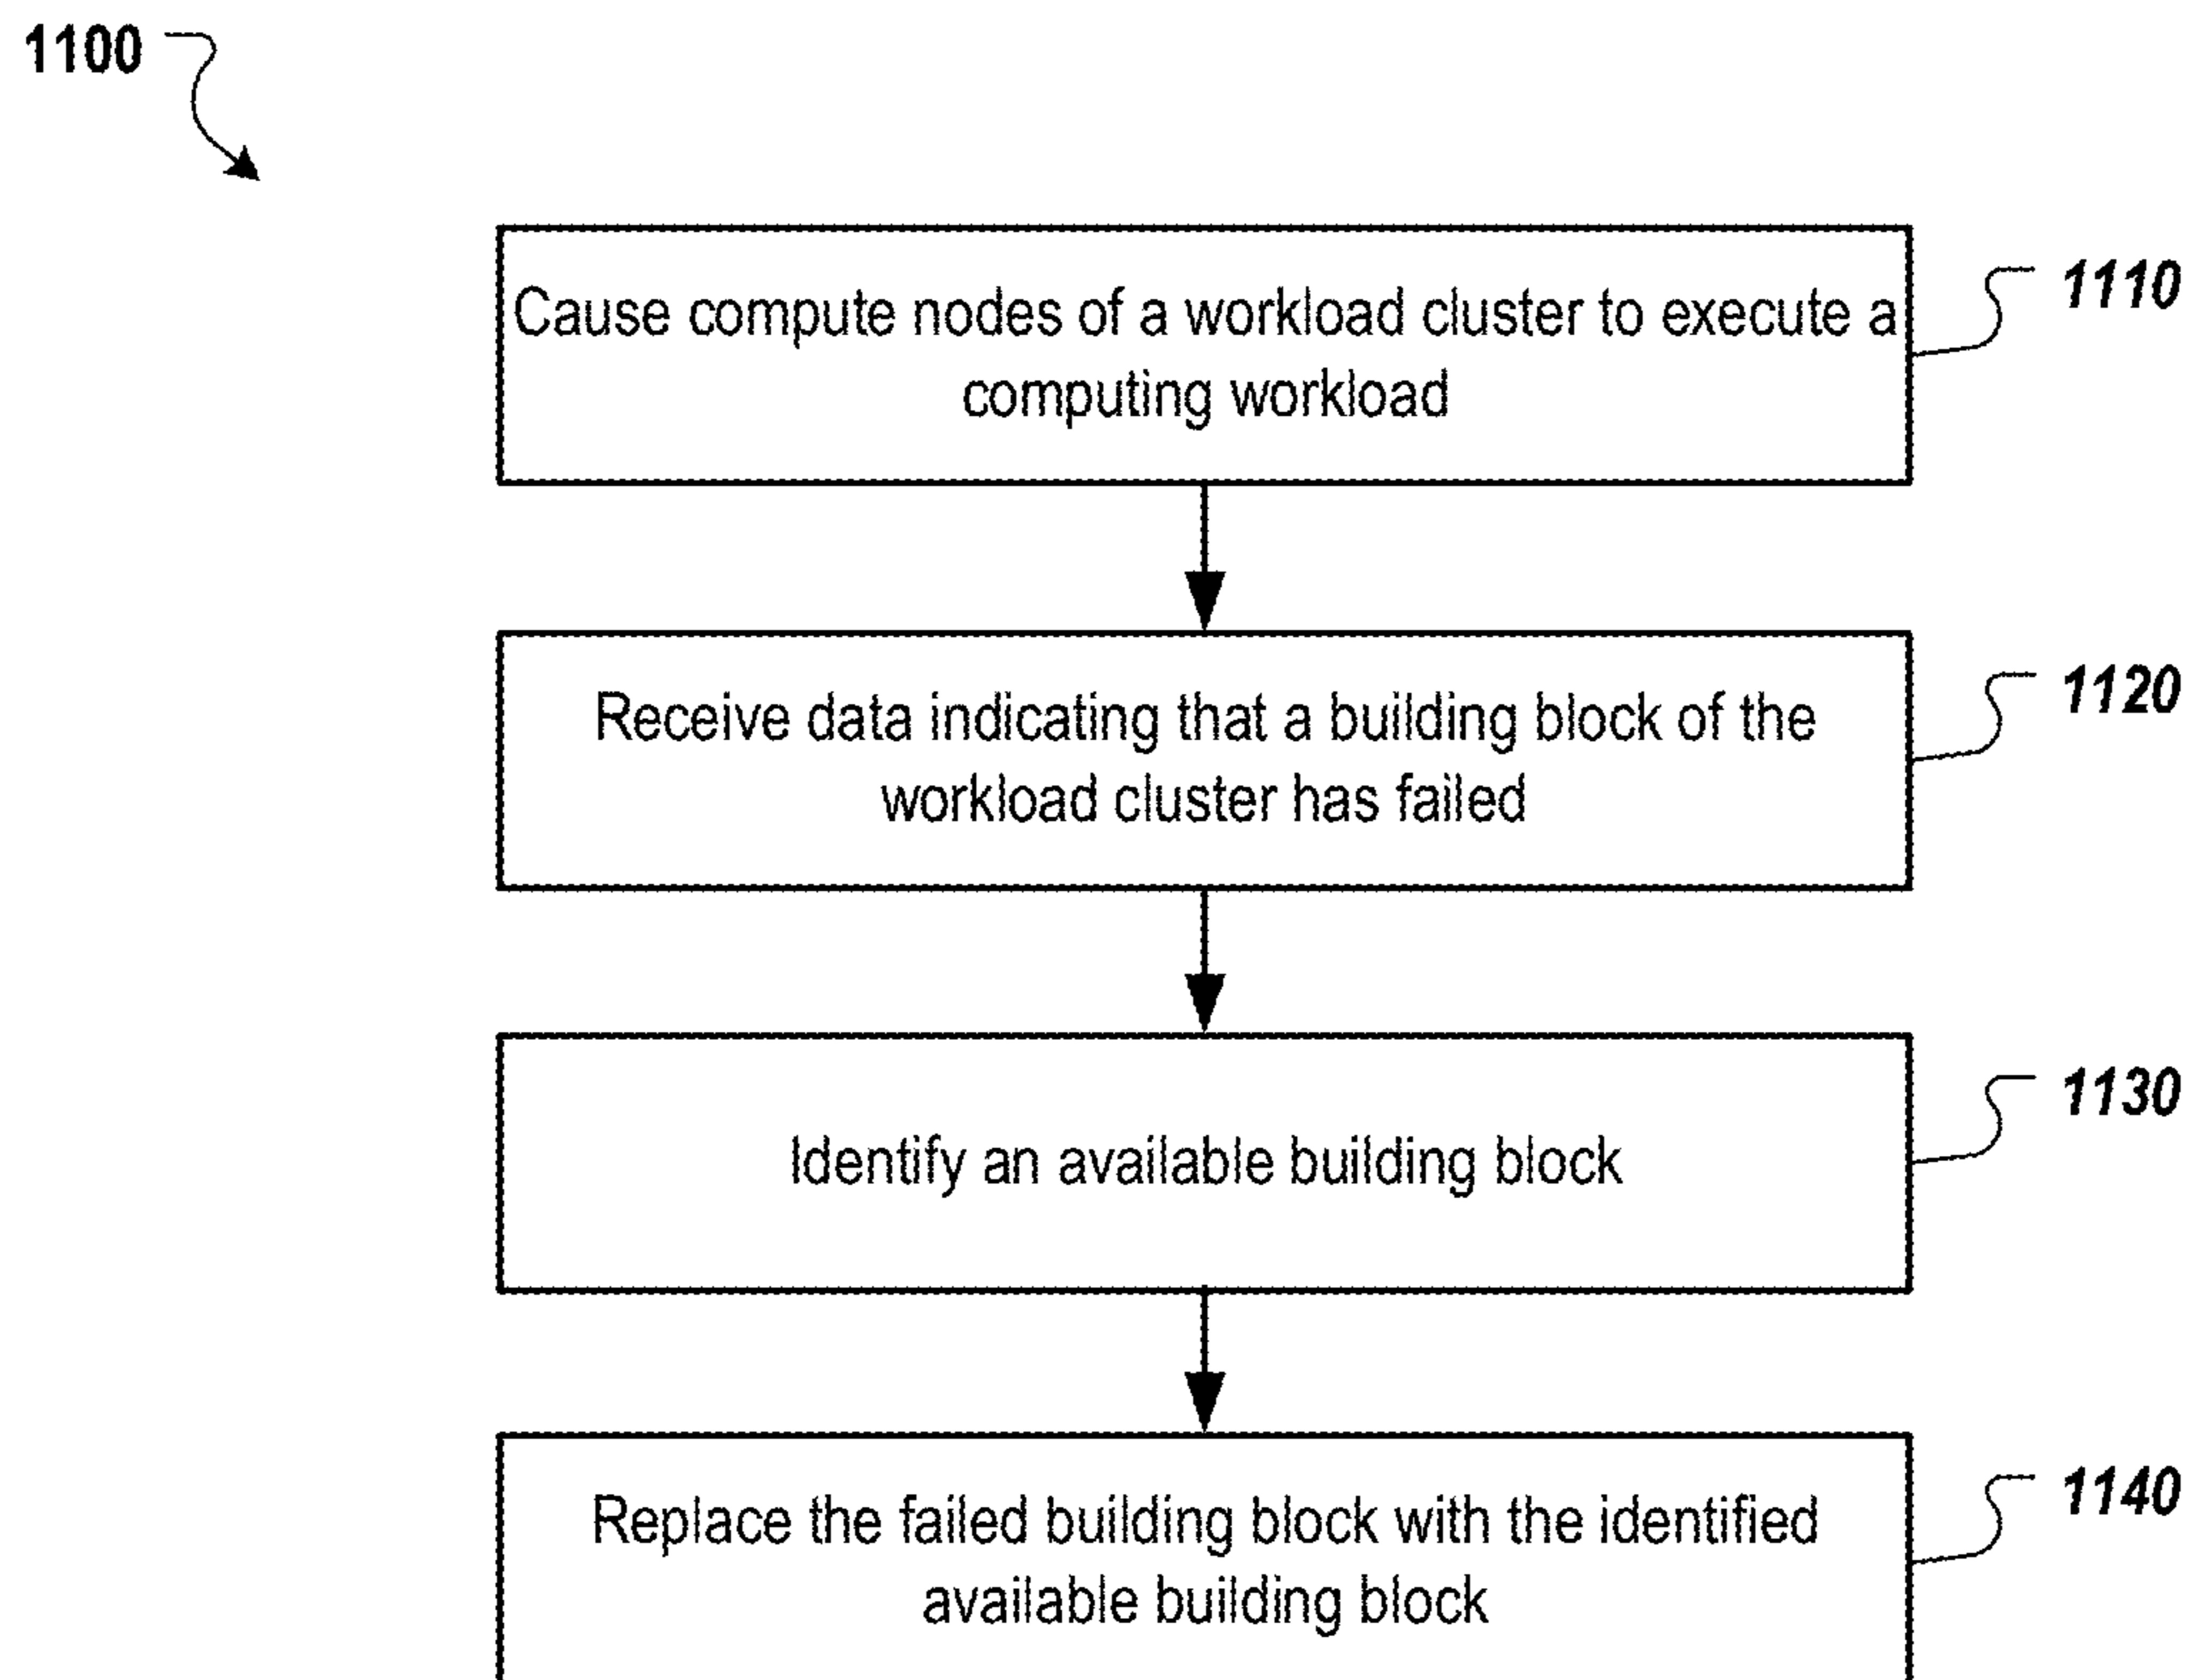 1100
Cause compute nodes of a workload cluster to execute a
computing workload
1110
Receive data indicating that a building block of the
workload cluster has failed
1120
Identify an available building block
1130
Replace the failed building block with the identified
available building block
1140